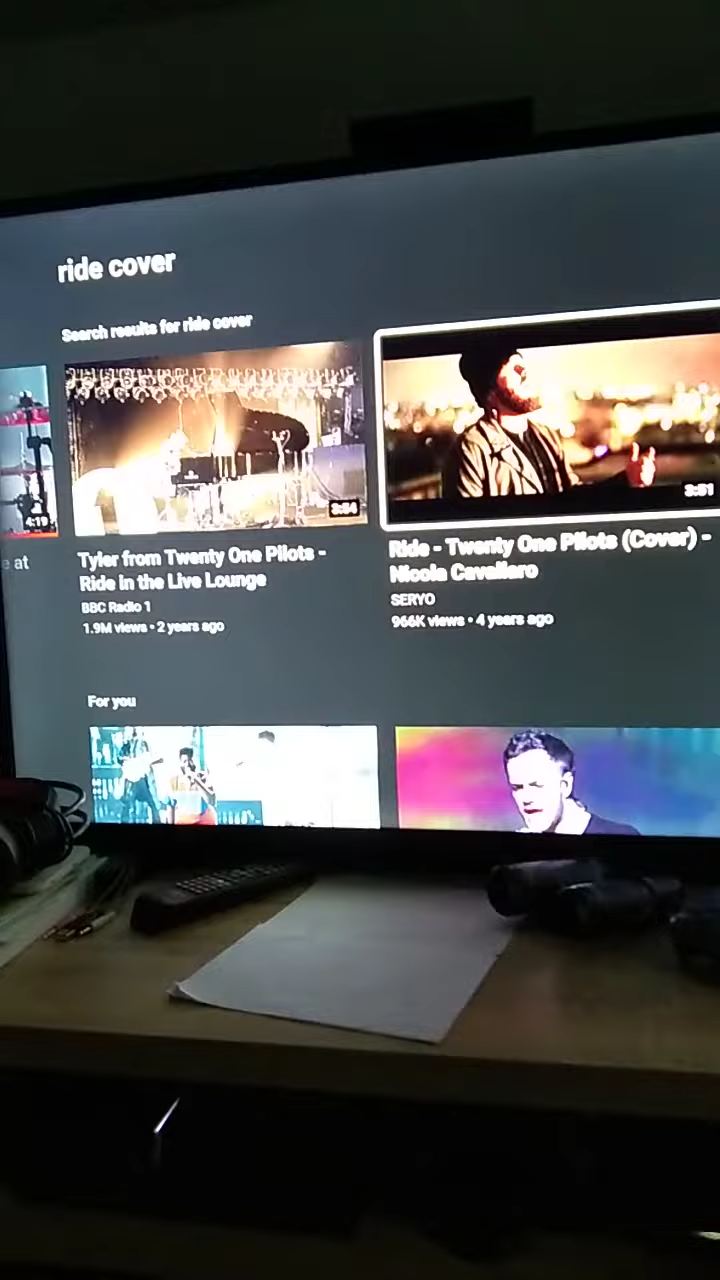 ride cover
Search results for ride cover
4:19
3:54
3:51
e at
Tyler from Twenty One Pilots -
Ride in the Live Lounge
BBC Radio 1
1.9M views • 2 years ago
Ride - Twenty One Pilots (Cover) -
Nicola Cavallaro
SERYO
966K views • 4 years ago
For you